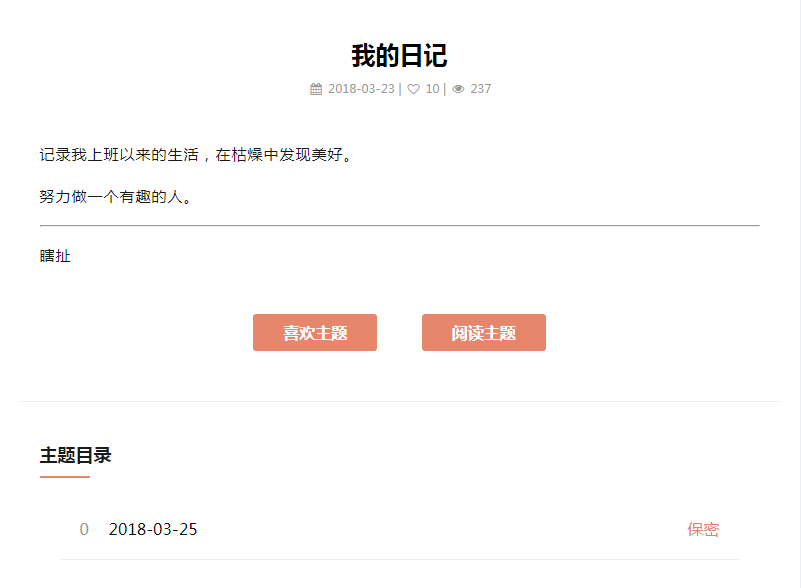 我的日记
2018-03-23 | 10 | 237
记录我上班以来的生活，在枯燥中发现美好。
努力做一个有趣的人。
瞎扯
喜欢主题 阅读主题
主题目录
0 2018-03-25 保密